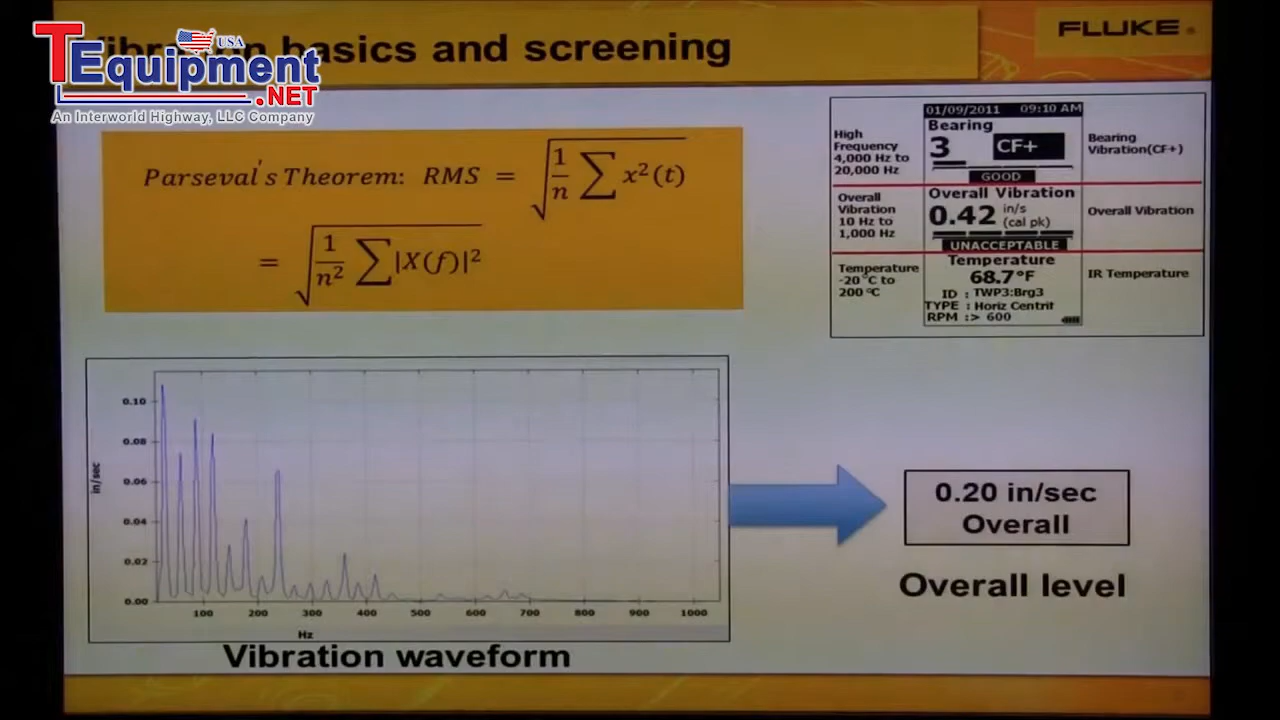 TEquipment
USA
.NET
An Interworld Highway, LLC Company
basics and screening
FLUKE
Parseval's Theorem: RMS = √(1/n ∑ x²(t))
= √(1/n² ∑|X(f)|²)
High
Frequency
4,000 Hz to
20,000 Hz
01/09/2011 09:10 AM
Bearing
3 CF+
GOOD
Bearing
Vibration(CF+)
Overall
Vibration
10 Hz to
1,000 Hz
Overall Vibration
0.42 in/s
(cal pk)
UNACCEPTABLE
Overall Vibration
Temperature
-20 °C to
200 °C
Temperature
68.7°F
ID : TWP3:Brg3
TYPE : Horiz Centrif
RPM :> 600
IR Temperature
in/sec
0.10
0.08
0.06
0.04
0.02
0.00
100 200 300 400 500 600 700 800 900 1000
Hz
Vibration waveform
0.20 in/sec
Overall
Overall level